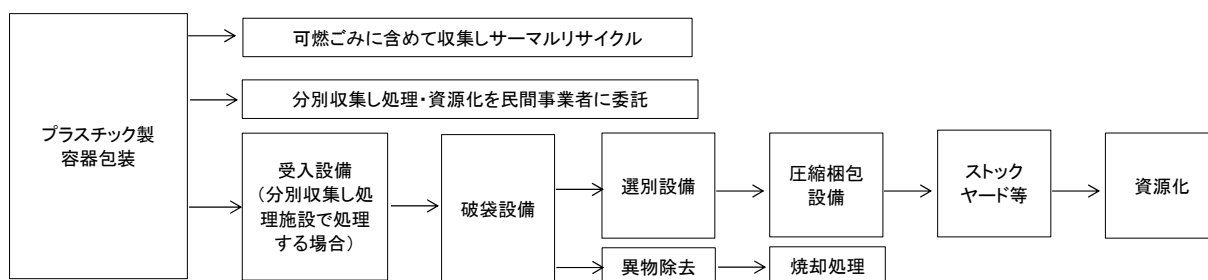 可燃ごみに含めて収集しサーマルリサイクル
分別収集し処理・資源化を民間事業者に委託
プラスチック製
容器包装
受入設備
（分別収集し処
理施設で処理
する場合）
破袋設備
選別設備
圧縮梱包
設備
ストック
ヤード等
資源化
異物除去
焼却処理